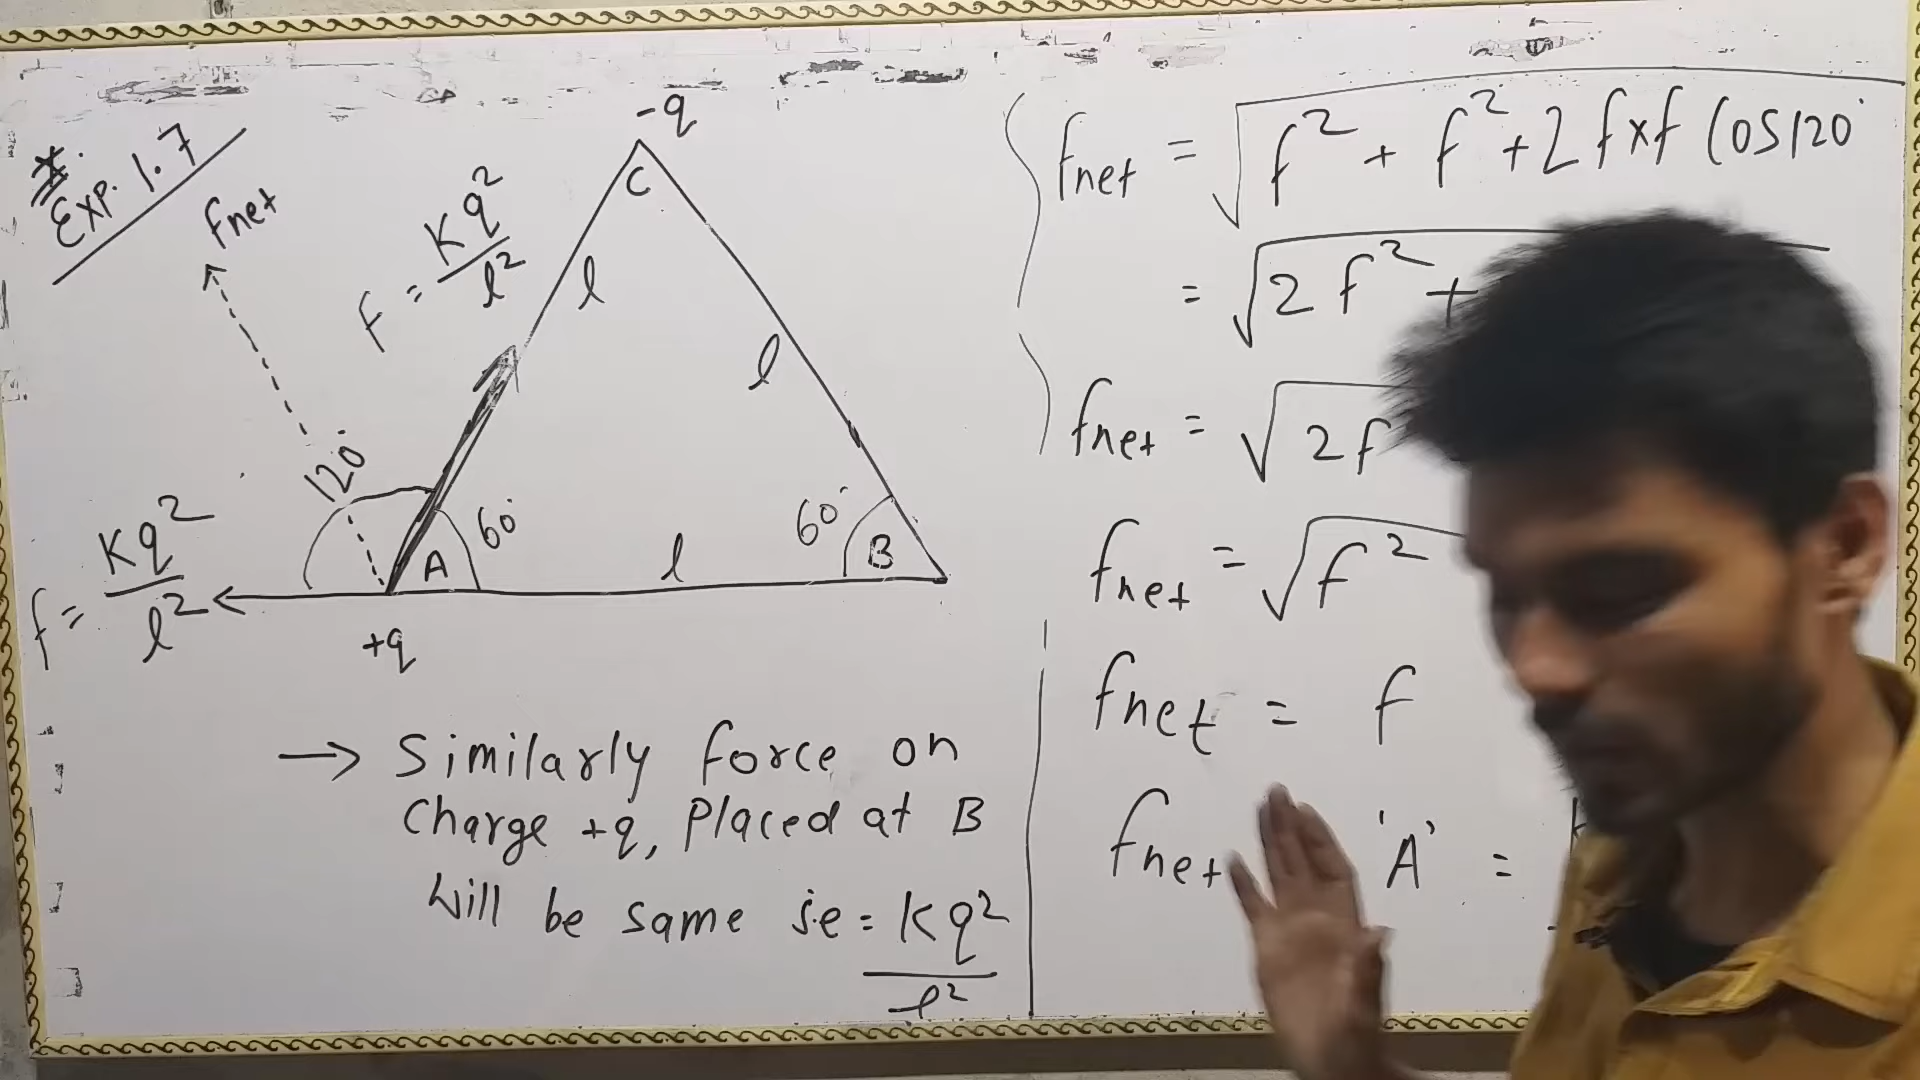 * Exp. 1.7
Fnet
F = Kq²/l²
-q
C
l
l
120°
60°
A
l
60°
B
f = Kq²/l²
+q
→ Similarly force on
charge +q, placed at B
will be same i.e = Kq²/l²
fnet = √f² + f² + 2 f×f Cos120°
= √2f² +
fnet = √2f
fnet = √f²
fnet = f
fnet 'A' =